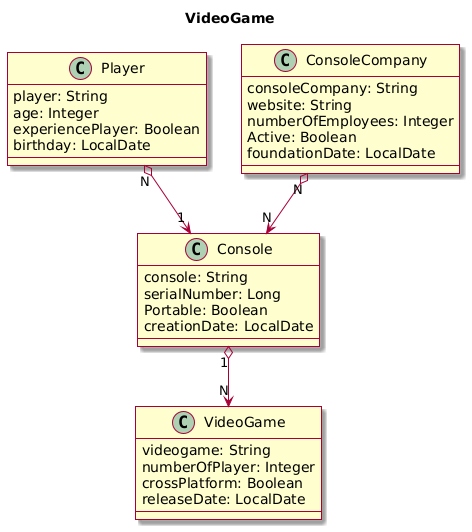 VideoGame
C Player
player: String
age: Integer
experiencePlayer: Boolean
birthday: LocalDate
C ConsoleCompany
consoleCompany: String
website: String
numberOfEmployees: Integer
Active: Boolean
foundationDate: LocalDate
N
1
N
N
C Console
console: String
serialNumber: Long
Portable: Boolean
creationDate: LocalDate
1
N
C VideoGame
videogame: String
numberOfPlayer: Integer
crossPlatform: Boolean
releaseDate: LocalDate